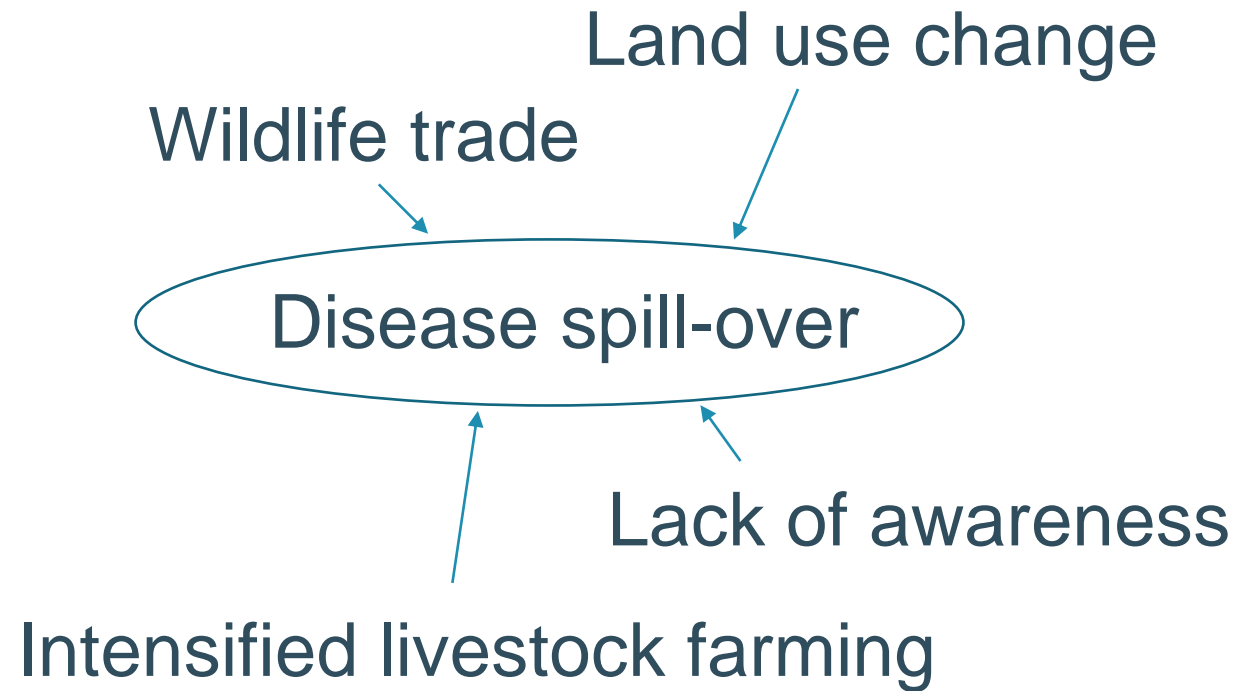 Land use change
Wildlife trade
Disease spill-over
Lack of awareness
Intensified livestock farming